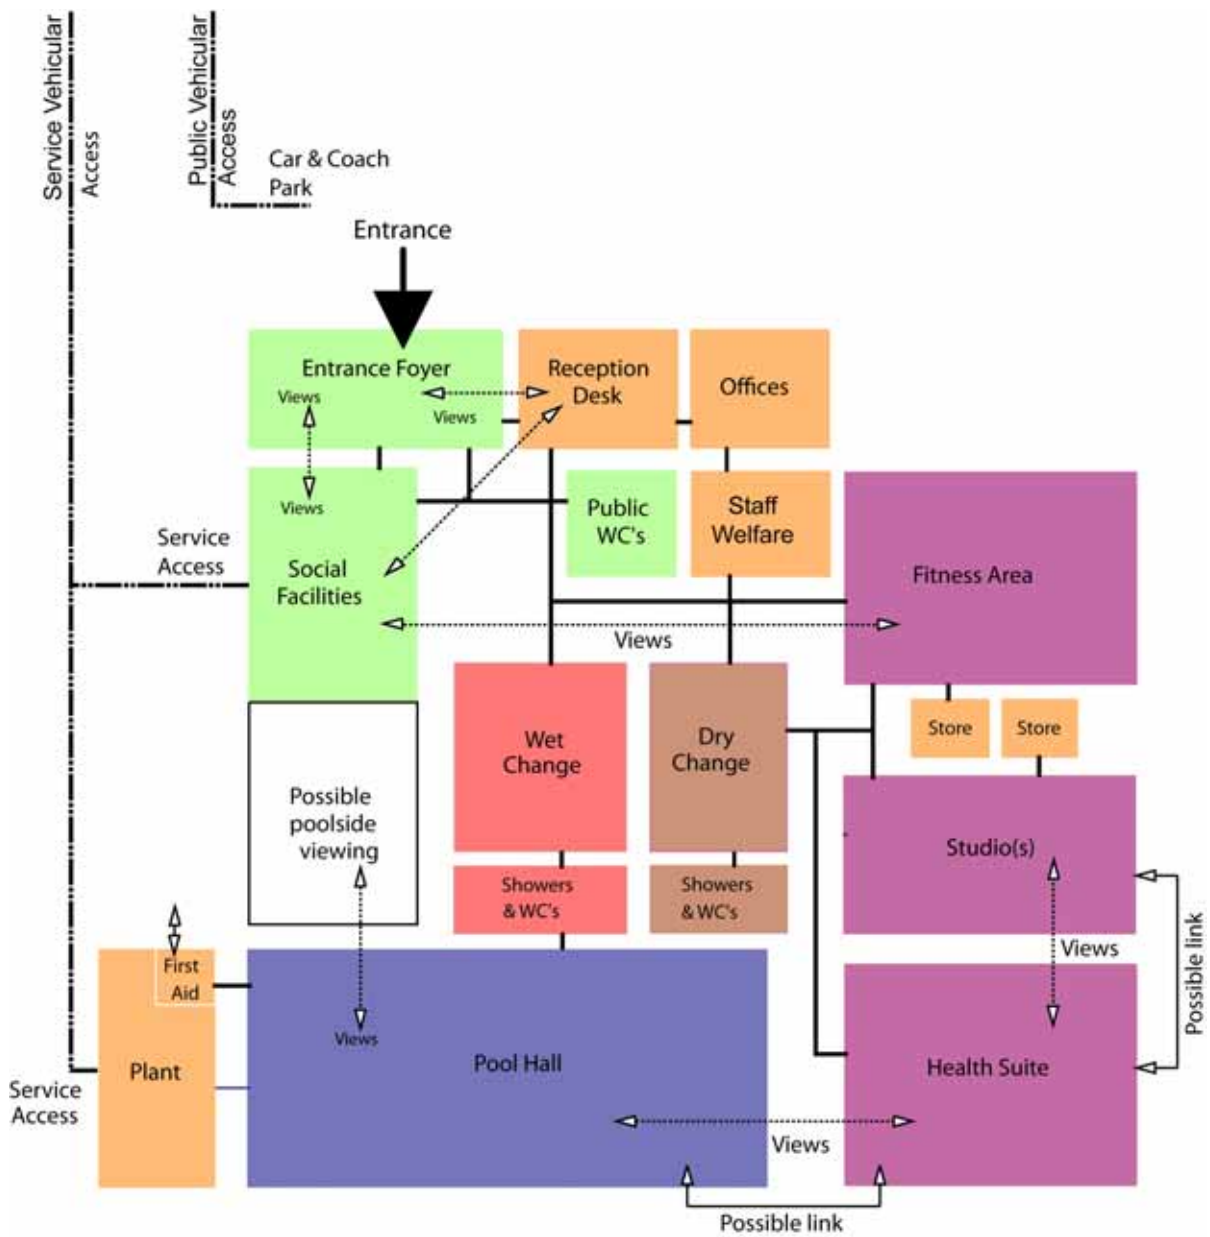 Service Vehicular
Access
Public Vehicular
Access
Car & Coach
Park
Entrance
Entrance Foyer
Views
Views
Reception
Desk
Offices
Views
Social
Facilities
Service
Access
Public
WC's
Staff
Welfare
Fitness Area
Views
Wet
Change
Dry
Change
Store
Store
Possible
poolside
viewing
Studio(s)
Showers
& WC's
Showers
& WC's
Views
Possible link
First
Aid
Plant
Service
Access
Views
Pool Hall
Health Suite
Views
Possible link